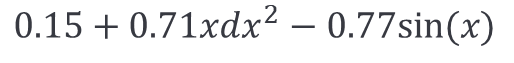 0.15 + 0.71xdx² − 0.77sin(x)